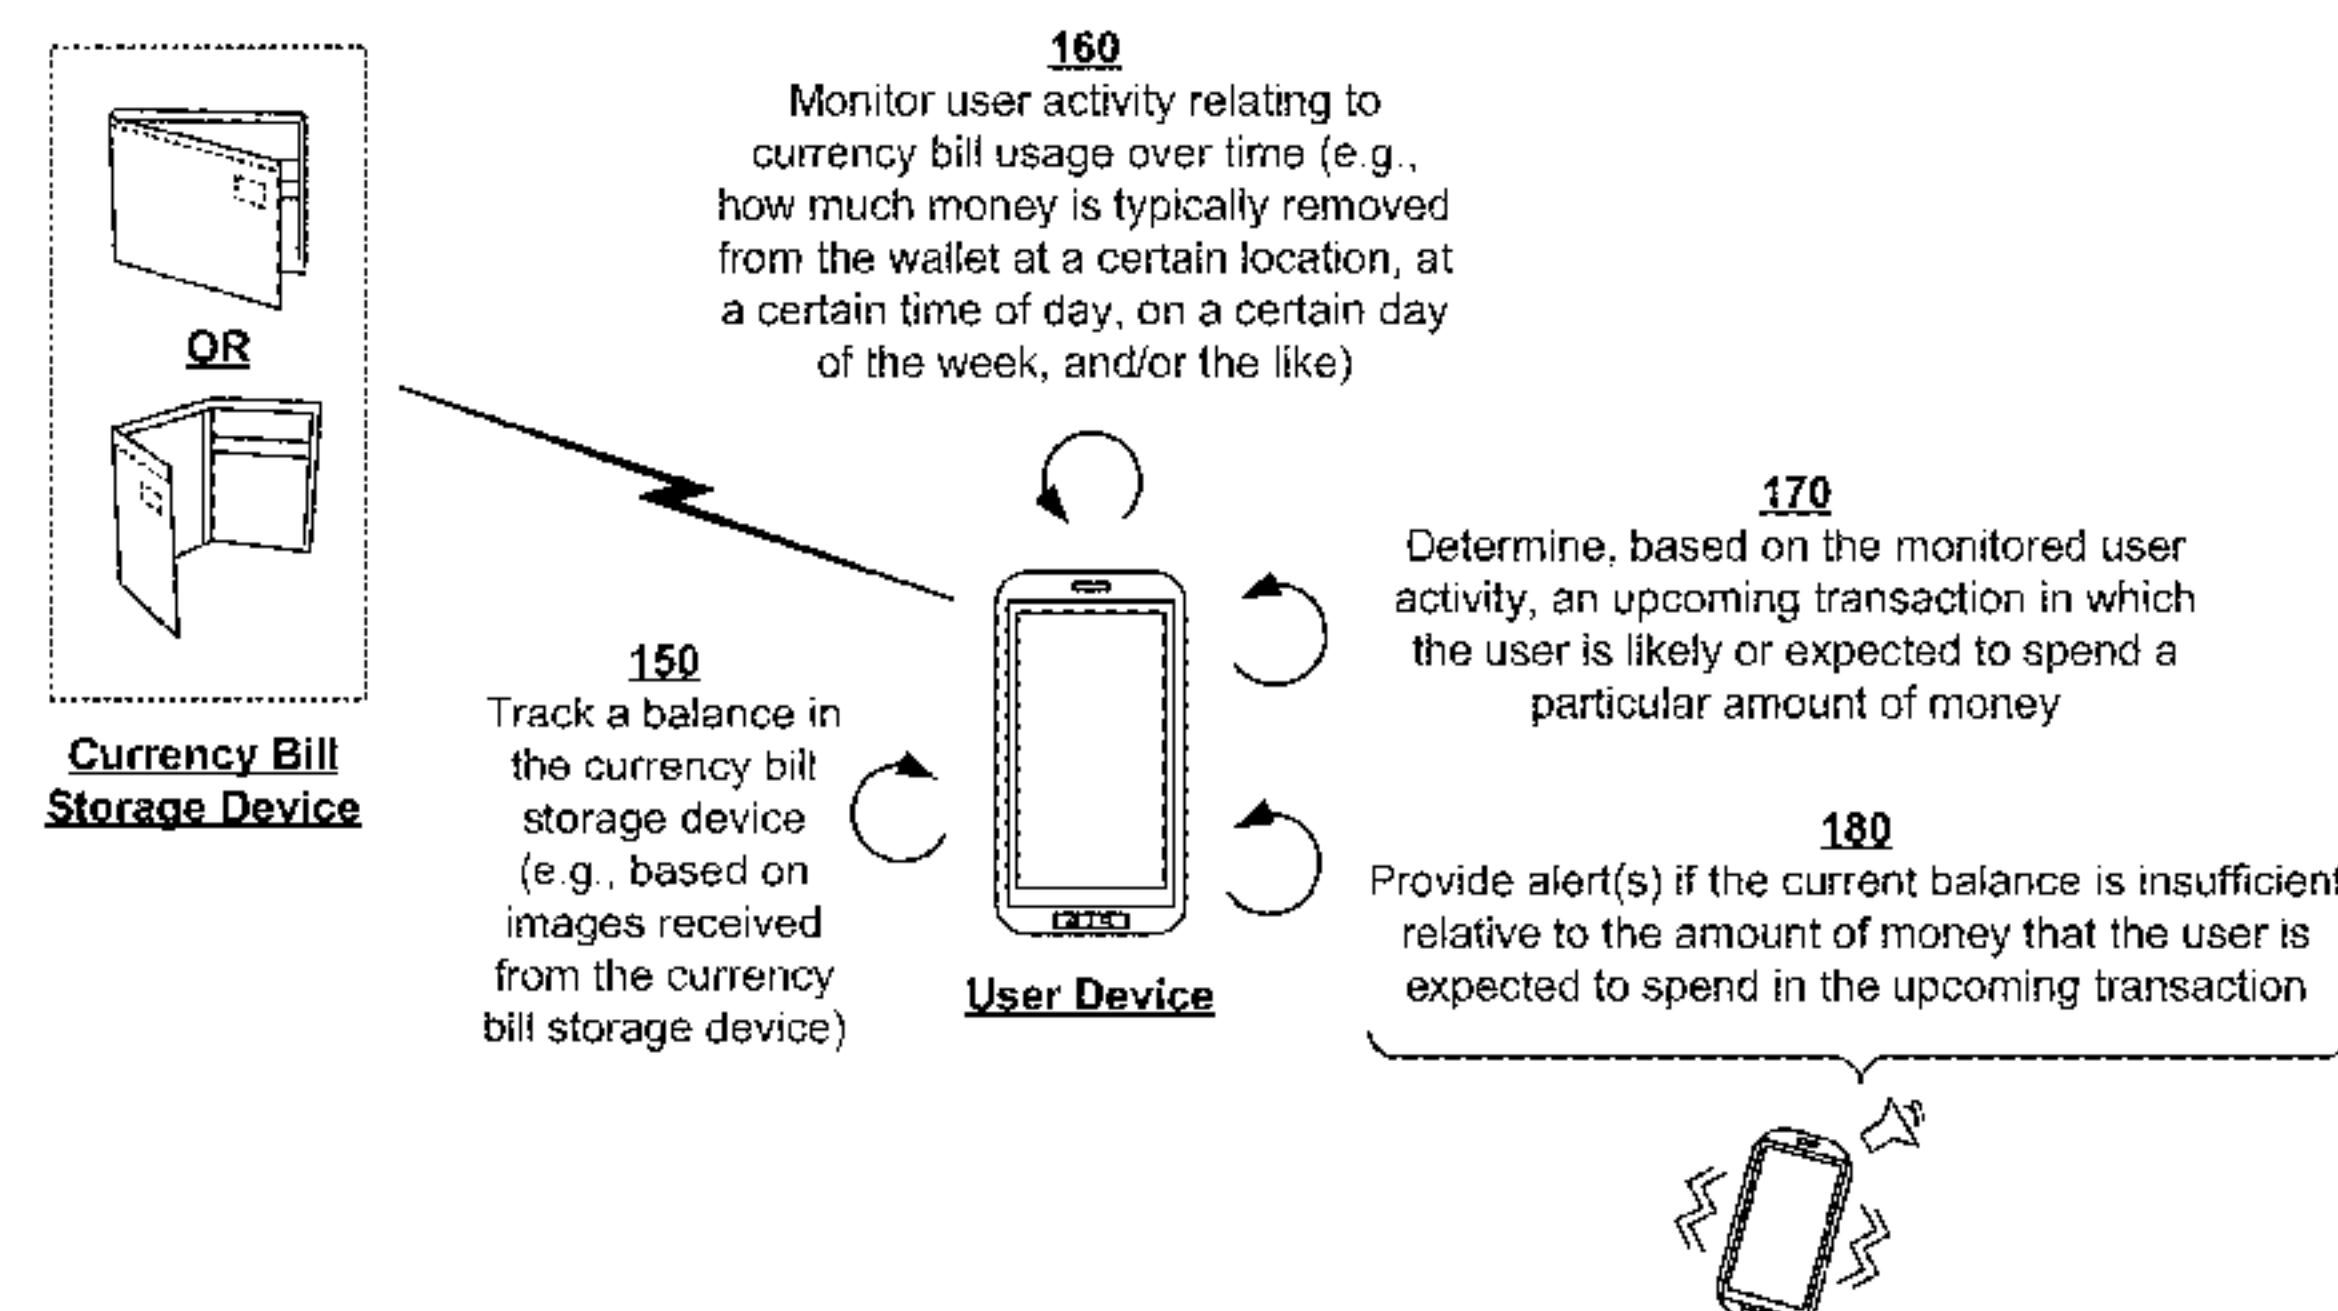 160
Monitor user activity relating to
currency bill usage over time (e.g.,
how much money is typically removed
from the wallet at a certain location, at
a certain time of day, on a certain day
of the week, and/or the like)
OR
Currency Bill
Storage Device
150
Track a balance in
the currency bill
storage device
(e.g., based on
images received
from the currency
bill storage device)
User Device
170
Determine, based on the monitored user
activity, an upcoming transaction in which
the user is likely or expected to spend a
particular amount of money
180
Provide alert(s) if the current balance is insufficient
relative to the amount of money that the user is
expected to spend in the upcoming transaction